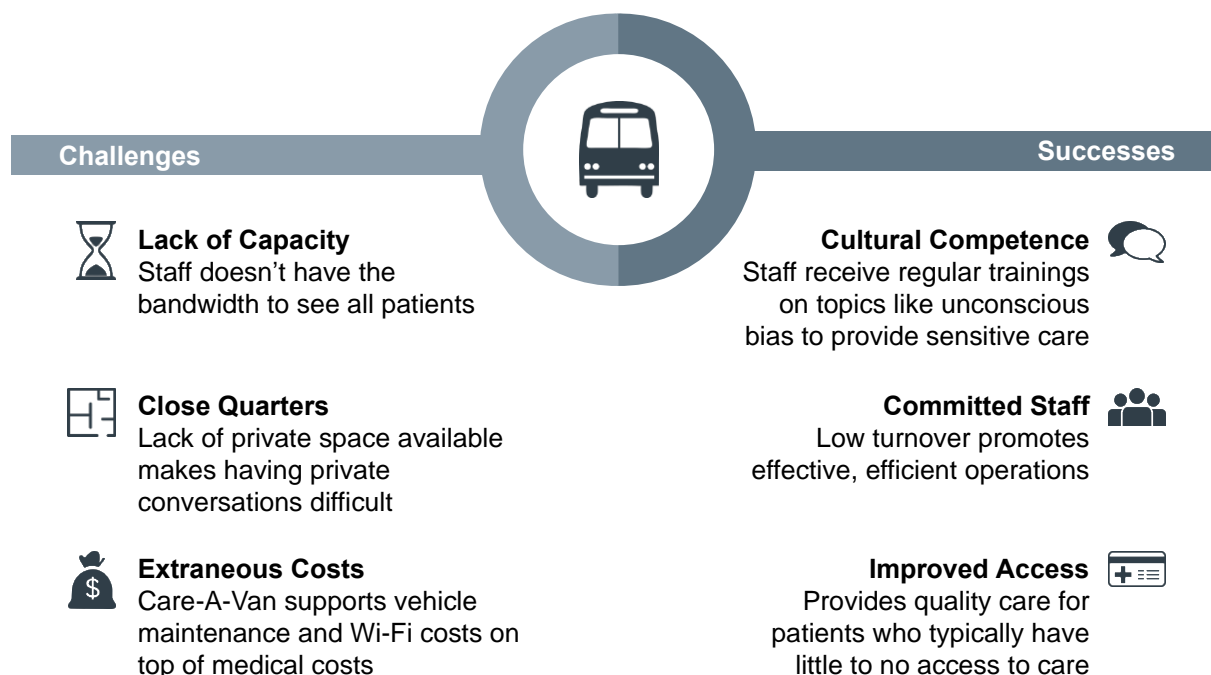 Challenges
Successes
Lack of Capacity
Staff doesn't have the
bandwidth to see all patients
Cultural Competence
Staff receive regular trainings
on topics like unconscious
bias to provide sensitive care
Close Quarters
Lack of private space available
makes having private
conversations difficult
Committed Staff
Low turnover promotes
effective, efficient operations
$
Extraneous Costs
Care-A-Van supports vehicle
maintenance and Wi-Fi costs on
top of medical costs
Improved Access
Provides quality care for
patients who typically have
little to no access to care